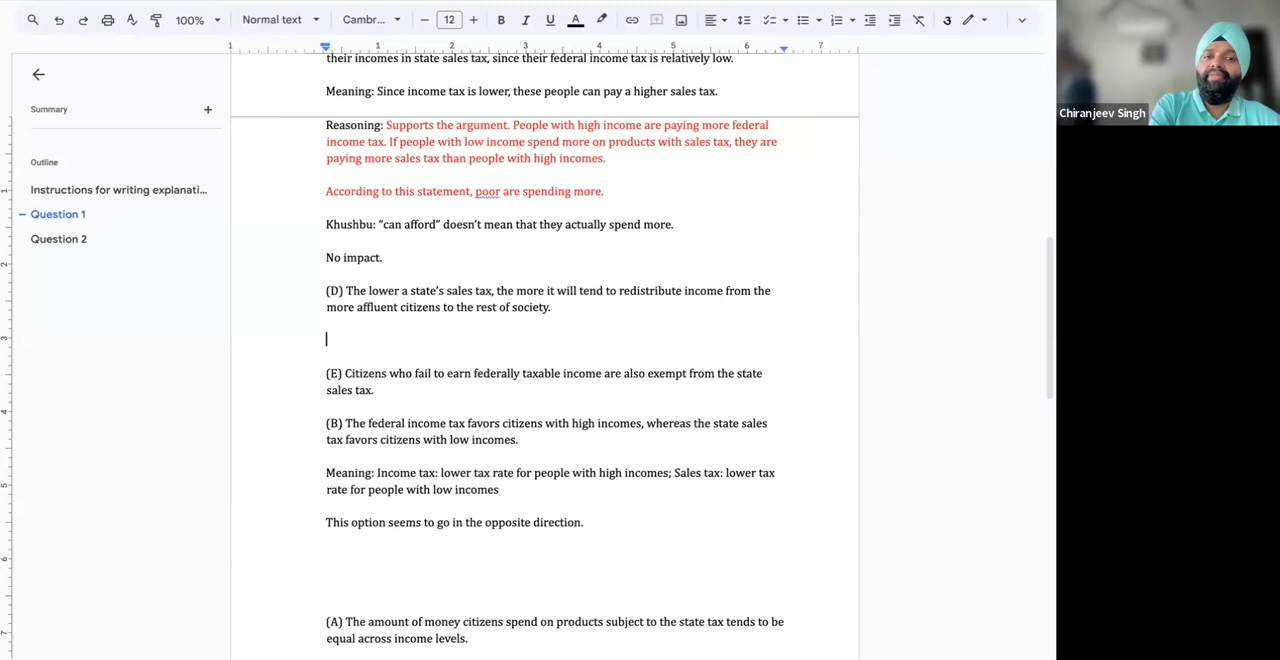 100%
Normal text
Cambr...
12
1 1 2 3 4 5 6 7
Summary
Outline
Instructions for writing explanati...
Question 1
Question 2
their incomes in state sales tax, since their federal income tax is relatively low.
Meaning: Since income tax is lower, these people can pay a higher sales tax.
Reasoning: Supports the argument. People with high income are paying more federal
income tax. If people with low income spend more on products with sales tax, they are
paying more sales tax than people with high incomes.
According to this statement, poor are spending more.
Khushbu: “can afford” doesn’t mean that they actually spend more.
No impact.
(D) The lower a state’s sales tax, the more it will tend to redistribute income from the
more affluent citizens to the rest of society.
(E) Citizens who fail to earn federally taxable income are also exempt from the state
sales tax.
(B) The federal income tax favors citizens with high incomes, whereas the state sales
tax favors citizens with low incomes.
Meaning: Income tax: lower tax rate for people with high incomes; Sales tax: lower tax
rate for people with low incomes
This option seems to go in the opposite direction.
(A) The amount of money citizens spend on products subject to the state tax tends to be
equal across income levels.
Chiranjeev Singh